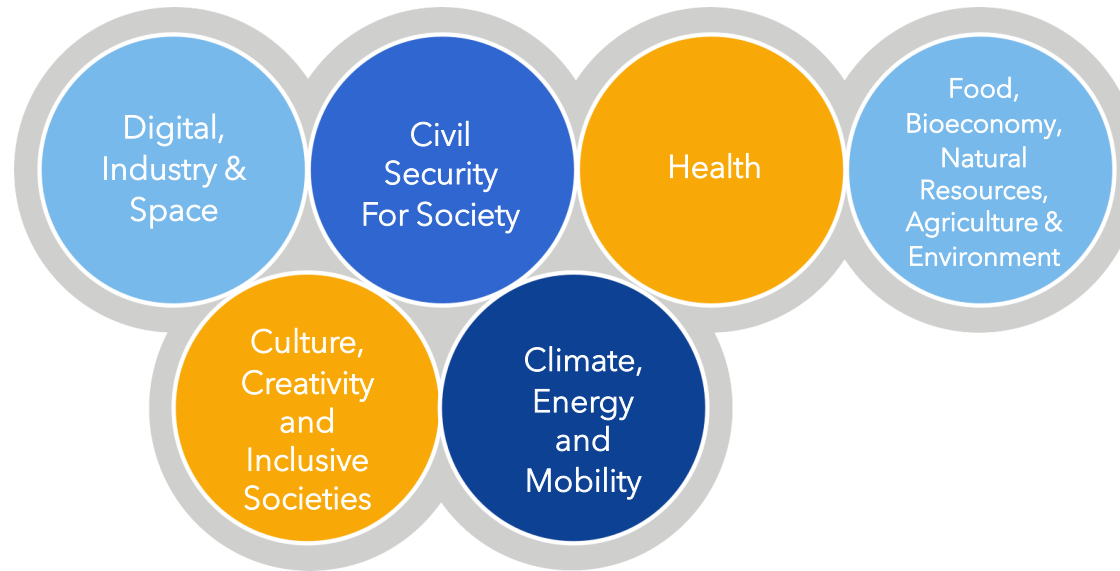 Digital,
Industry &
Space
Civil
Security
For Society
Health
Food,
Bioeconomy,
Natural
Resources,
Agriculture &
Environment
Culture,
Creativity
and
Inclusive
Societies
Climate,
Energy
and
Mobility